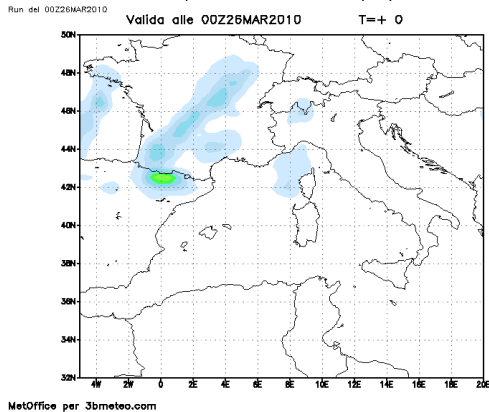 Run del 00Z26MAR2010
Valida alle 00Z26MAR2010 T=+ 0
50N
48N
46N
44N
42N
40N
38N
36N
34N
32N
4W 2W 0 2E 4E 6E 8E 10E 12E 14E 16E 18E 20E
MetOffice per 3bmeteo.com